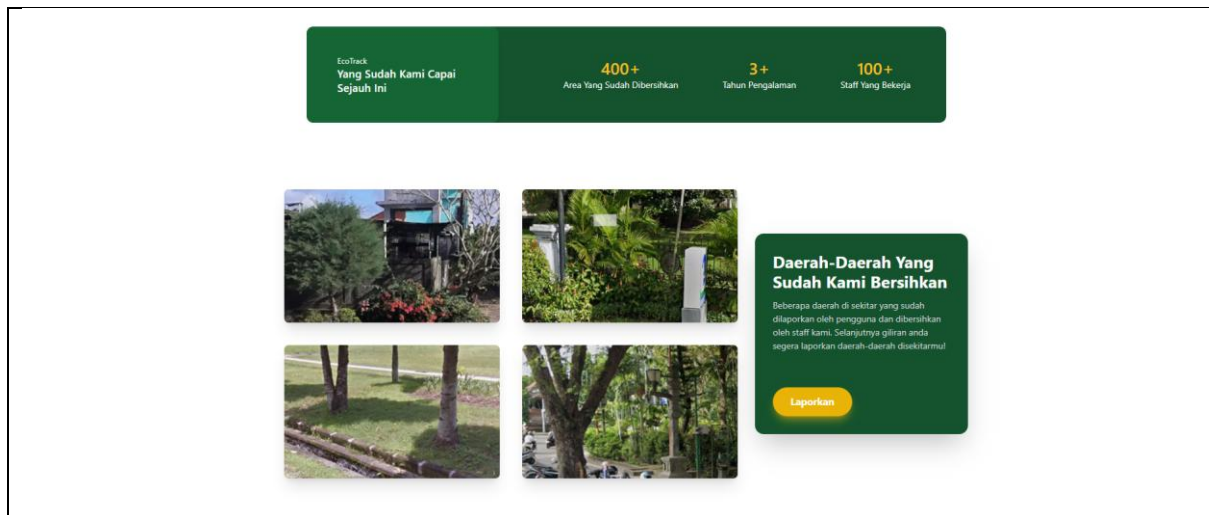 EcoTrack
Yang Sudah Kami Capai
Sejauh Ini
400+
Area Yang Sudah Dibersihkan
3+
Tahun Pengalaman
100+
Staff Yang Bekerja
Daerah-Daerah Yang
Sudah Kami Bersihkan
Beberapa daerah di sekitar yang sudah
dilaporkan oleh pengguna dan dibersihkan
oleh staff kami. Selanjutnya giliran anda
segera laporkan daerah-daerah disekitarmu!
Laporkan